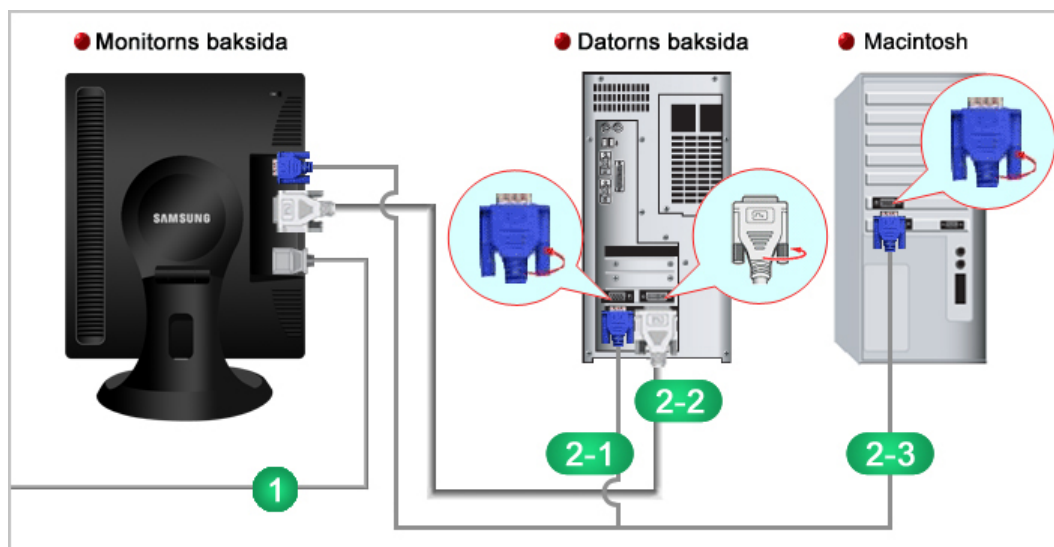 Monitorns baksida
Datorns baksida
Macintosh
SAMSUNG
2-2
2-1
2-3
1